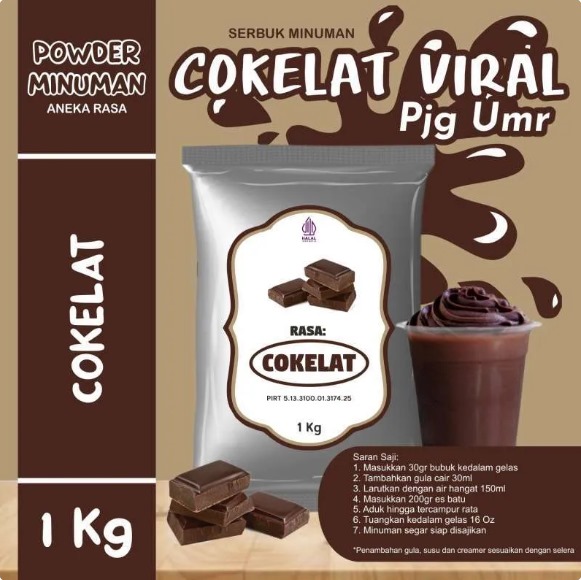 POWDER
MINUMAN
ANEKA RASA
COKELAT
1 Kg
SERBUK MINUMAN
COKELAT VIRAL
Pjg Umr
HALAL
RASA:
COKELAT
PIRT 5.13.3100.01.3174.25
1 Kg
Saran Saji:
1. Masukkan 30gr bubuk kedalam gelas
2. Tambahkan gula cair 30ml
3. Larutkan dengan air hangat 150ml
4. Masukkan 200gr es batu
5. Aduk hingga tercampur rata
6. Tuangkan kedalam gelas 16 Oz
7. Minuman segar siap disajikan
*Penambahan gula, susu dan creamer sesuaikan dengan selera